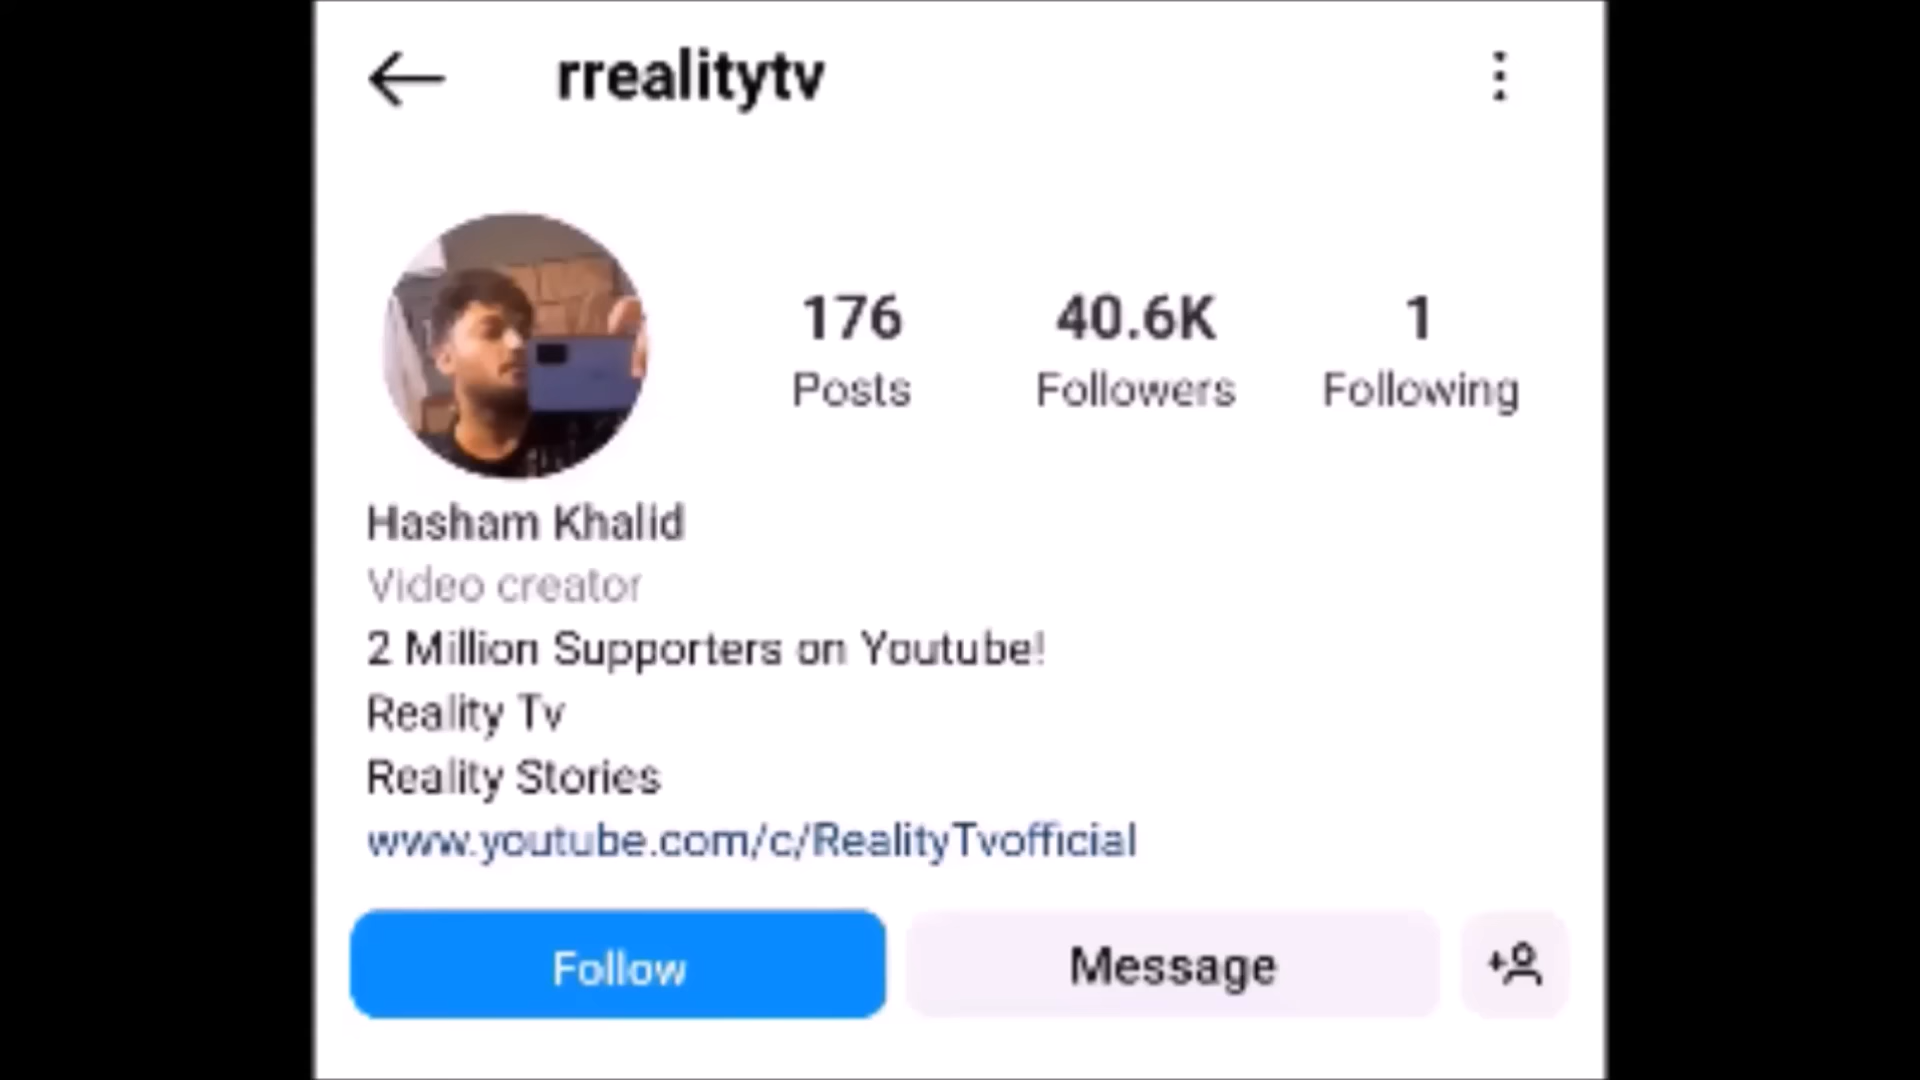 rrealitytv
176 40.6K 1
Posts Followers Following
Hasham Khalid
Video creator
2 Million Supporters on Youtube!
Reality Tv
Reality Stories
www.youtube.com/c/RealityTvofficial
Follow Message